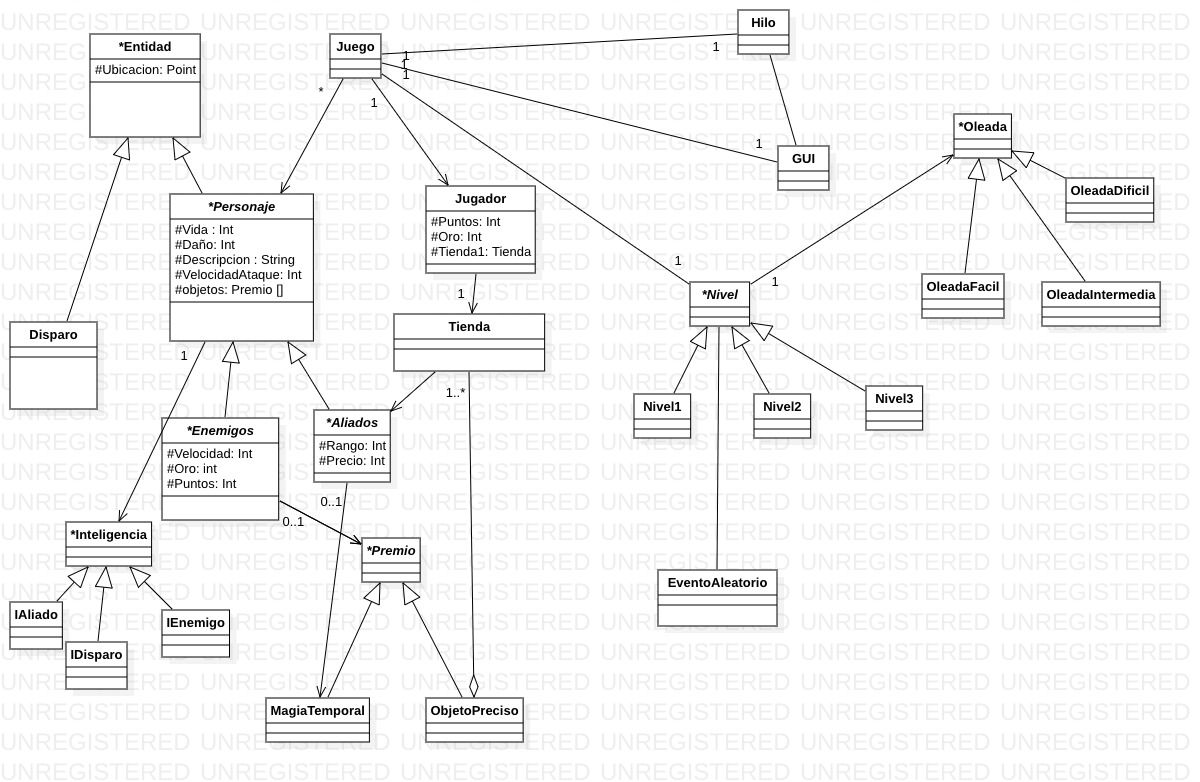 Hilo
*Entidad
#Ubicacion: Point
Juego
1
1
1
1
*
1
1
GUI
*Oleada
OleadaDificil
*Personaje
#Vida : Int
#Daño: Int
#Descripcion : String
#VelocidadAtaque: Int
#objetos: Premio []
Jugador
#Puntos: Int
#Oro: Int
#Tienda1: Tienda
1
1
1
*Nivel
OleadaFacil
OleadaIntermedia
Disparo
Tienda
1
1..*
Nivel1
Nivel2
Nivel3
*Enemigos
#Velocidad: Int
#Oro: int
#Puntos: Int
*Aliados
#Rango: Int
#Precio: Int
0..1
0..1
*Inteligencia
*Premio
EventoAleatorio
IAliado
IDisparo
IEnemigo
MagiaTemporal
ObjetoPreciso
UNREGISTERED UNREGISTERED UNREGISTERED UNREGISTERED UNREGISTERED UNREGISTERED